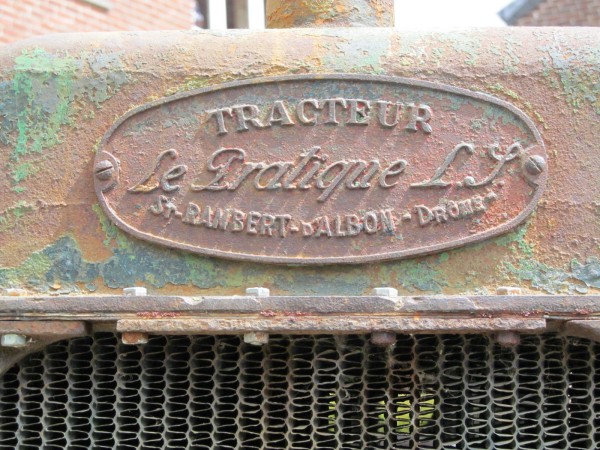 TRACTEUR
Le Pratique L.S
St-RAMBERT-D'ALBON-DRÔME